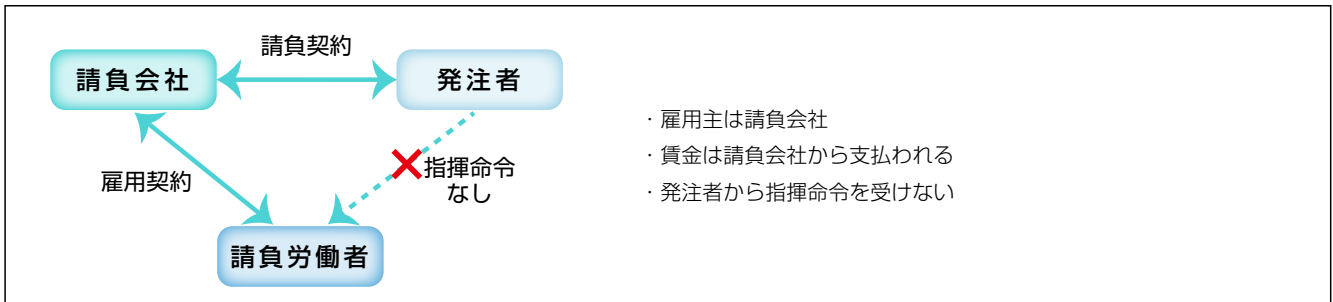 請負契約
請負会社
発注者
雇用契約
指揮命令
なし
請負労働者
・雇用主は請負会社
・賃金は請負会社から支払われる
・発注者から指揮命令を受けない